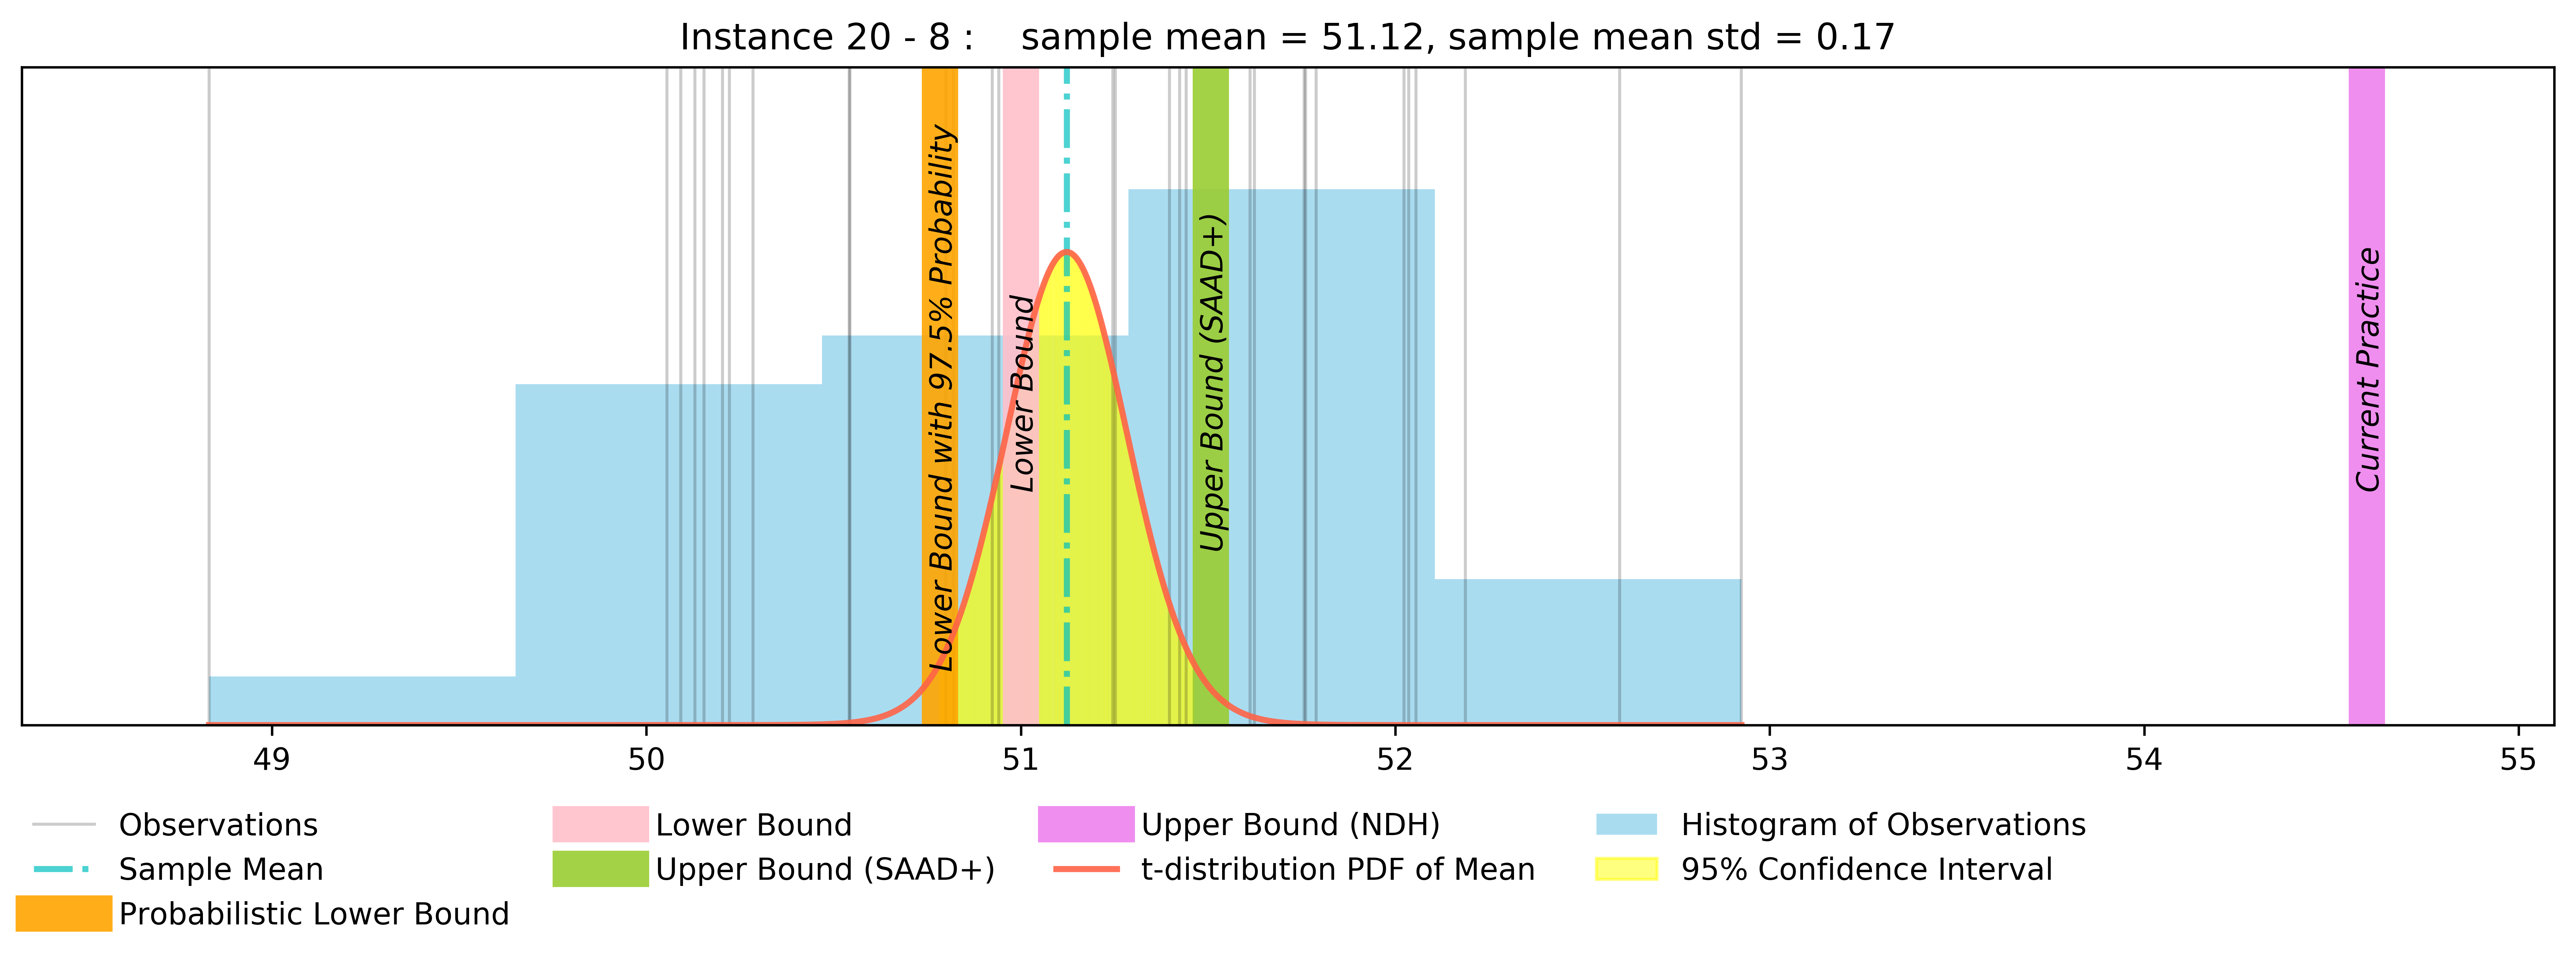 Instance 20 - 8 :    sample mean = 51.12, sample mean std = 0.17
Lower Bound with 97.5% Probability
Lower Bound
Upper Bound (SAAD+)
Current Practice
49 50 51 52 53 54 55
Observations
Sample Mean
Probabilistic Lower Bound
Lower Bound
Upper Bound (SAAD+)
Upper Bound (NDH)
t-distribution PDF of Mean
Histogram of Observations
95% Confidence Interval